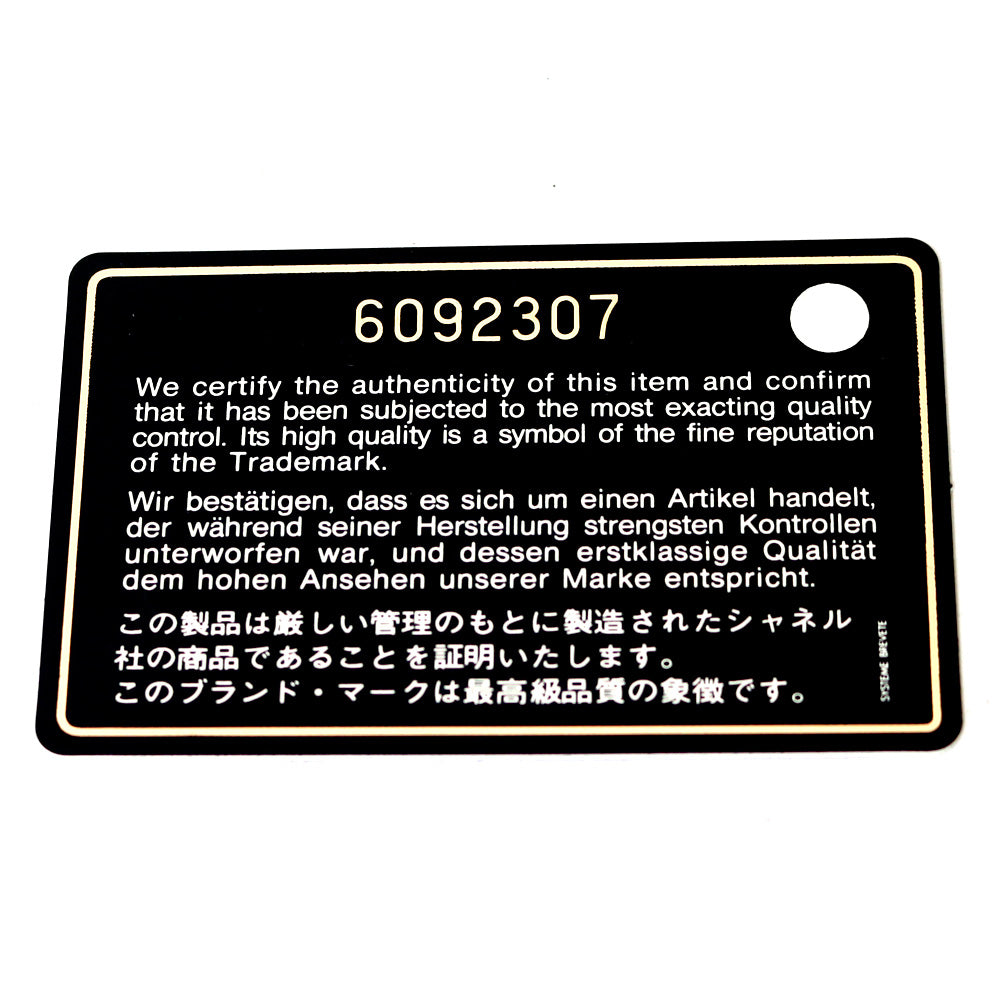 6092307
We certify the authenticity of this item and confirm
that it has been subjected to the most exacting quality
control. Its high quality is a symbol of the fine reputation
of the Trademark.
Wir bestätigen, dass es sich um einen Artikel handelt,
der während seiner Herstellung strengsten Kontrollen
unterworfen war, und dessen erstklassige Qualität
dem hohen Ansehen unserer Marke entspricht.
この製品は厳しい管理のもとに製造されたシャネル
社の商品であることを証明いたします。
このブランド・マークは最高級品質の象徴です。
SYSTEME BREVETE